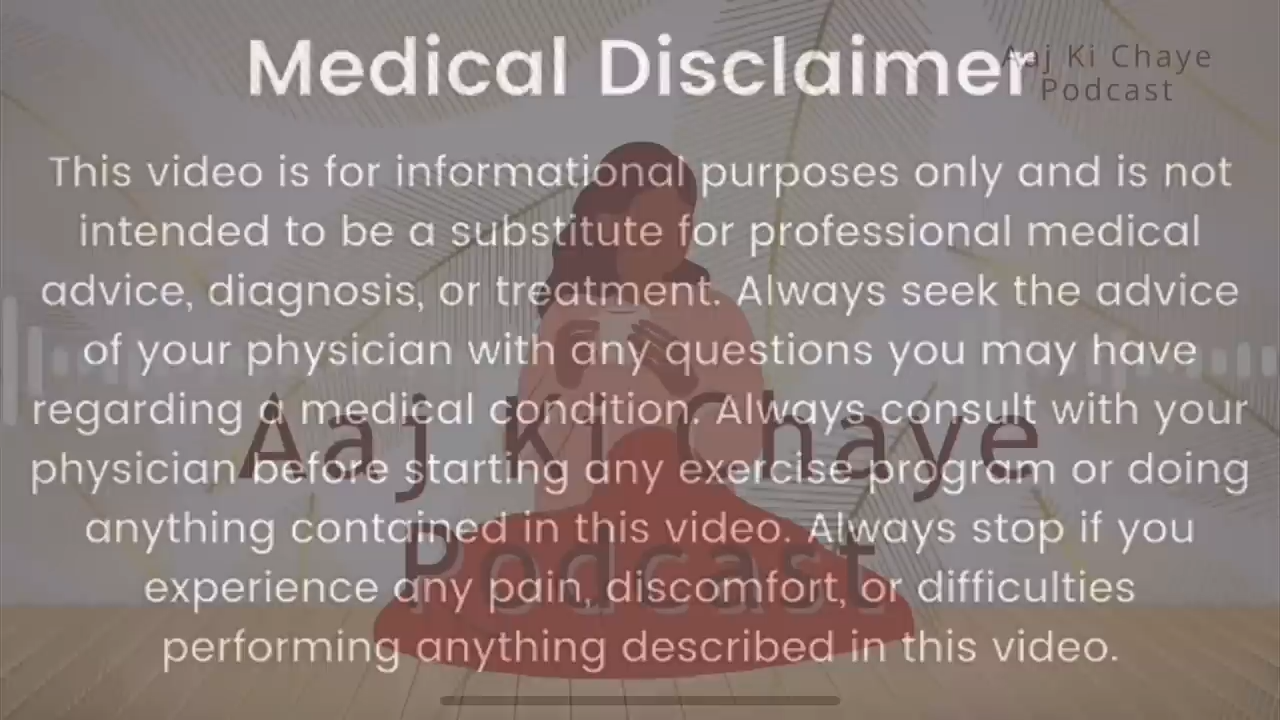 Medical Disclaimer
Aaj Ki Chaye
Podcast
This video is for informational purposes only and is not
intended to be a substitute for professional medical
advice, diagnosis, or treatment. Always seek the advice
of your physician with any questions you may have
regarding a medical condition. Always consult with your
physician before starting any exercise program or doing
anything contained in this video. Always stop if you
experience any pain, discomfort, or difficulties
performing anything described in this video.
Aaj Ki Chaye
Podcast